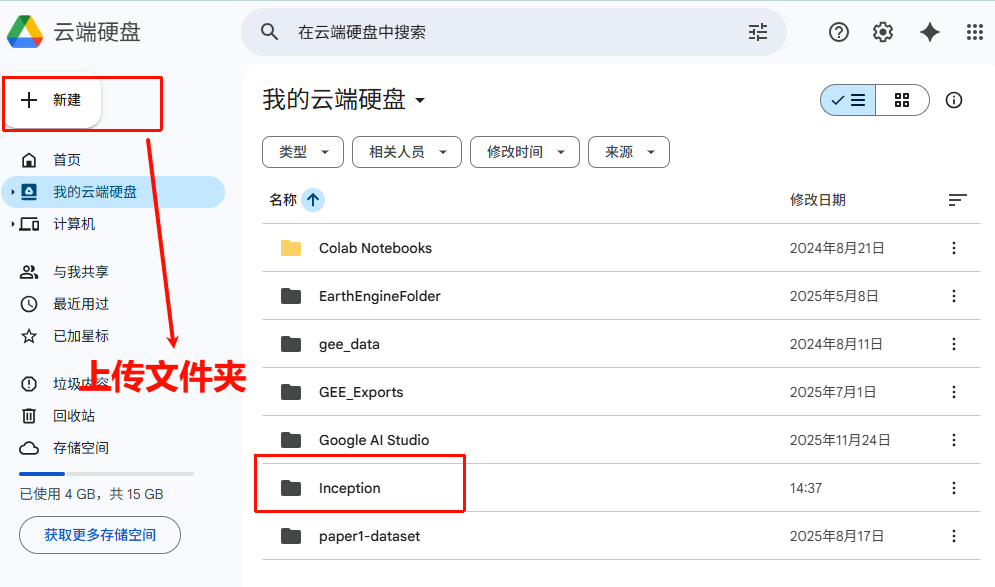 云端硬盘
在云端硬盘中搜索
新建
首页
我的云端硬盘
计算机
与我共享
最近用过
已加星标
垃圾内容
回收站
存储空间
已使用 4 GB，共 15 GB
获取更多存储空间
上传文件夹
我的云端硬盘
类型 相关人员 修改时间 来源
名称 修改日期
Colab Notebooks 2024年8月21日
EarthEngineFolder 2025年5月8日
gee_data 2024年8月11日
GEE_Exports 2025年7月1日
Google AI Studio 2025年11月24日
Inception 14:37
paper1-dataset 2025年8月17日